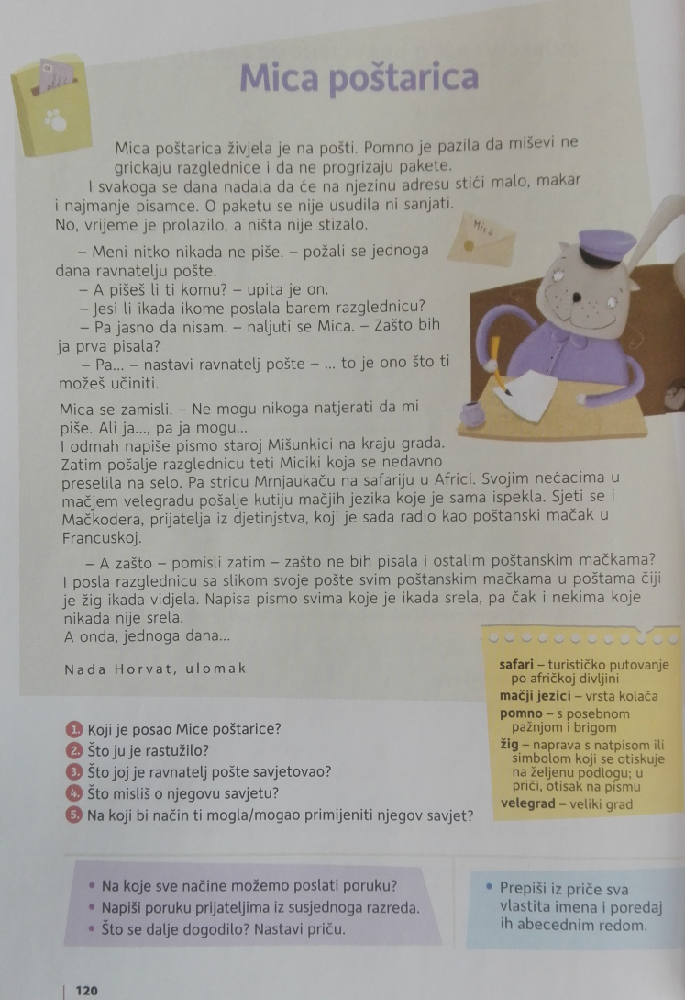 Mica poštarica
Mica poštarica živjela je na pošti. Pomno je pazila da miševi ne
grickaju razglednice i da ne progrizaju pakete.
I svakoga se dana nadala da će na njezinu adresu stići malo, makar
i najmanje pisamce. O paketu se nije usudila ni sanjati.
No, vrijeme je prolazilo, a ništa nije stizalo.
Mica
– Meni nitko nikada ne piše. – požali se jednoga
dana ravnatelju pošte.
– A pišeš li ti komu? – upita je on.
– Jesi li ikada ikome poslala barem razglednicu?
– Pa jasno da nisam. – naljuti se Mica. – Zašto bih
ja prva pisala?
– Pa... – nastavi ravnatelj pošte – ... to je ono što ti
možeš učiniti.
Mica se zamisli. – Ne mogu nikoga natjerati da mi
piše. Ali ja..., pa ja mogu...
I odmah napiše pismo staroj Mišunkici na kraju grada.
Zatim pošalje razglednicu teti Miciki koja se nedavno
preselila na selo. Pa stricu Mrnjaukaču na safariju u Africi. Svojim nećacima u
mačjem velegradu pošalje kutiju mačjih jezika koje je sama ispekla. Sjeti se i
Mačkodera, prijatelja iz djetinjstva, koji je sada radio kao poštanski mačak u
Francuskoj.
– A zašto – pomisli zatim – zašto ne bih pisala i ostalim poštanskim mačkama?
I posla razglednicu sa slikom svoje pošte svim poštanskim mačkama u poštama čiji
je žig ikada vidjela. Napisa pismo svima koje je ikada srela, pa čak i nekima koje
nikada nije srela.
A onda, jednoga dana...
Nada Horvat, ulomak
safari – turističko putovanje
po afričkoj divljini
mačji jezici – vrsta kolača
pomno – s posebnom
pažnjom i brigom
žig – naprava s natpisom ili
simbolom koji se otiskuje
na željenu podlogu; u
priči, otisak na pismu
velegrad – veliki grad
1. Koji je posao Mice poštarice?
2. Što ju je rastužilo?
3. Što joj je ravnatelj pošte savjetovao?
4. Što misliš o njegovu savjetu?
5. Na koji bi način ti mogla/mogao primijeniti njegov savjet?
• Na koje sve načine možemo poslati poruku?
• Napiši poruku prijateljima iz susjednoga razreda.
• Što se dalje dogodilo? Nastavi priču.
• Prepiši iz priče sva
vlastita imena i poredaj
ih abecednim redom.
120